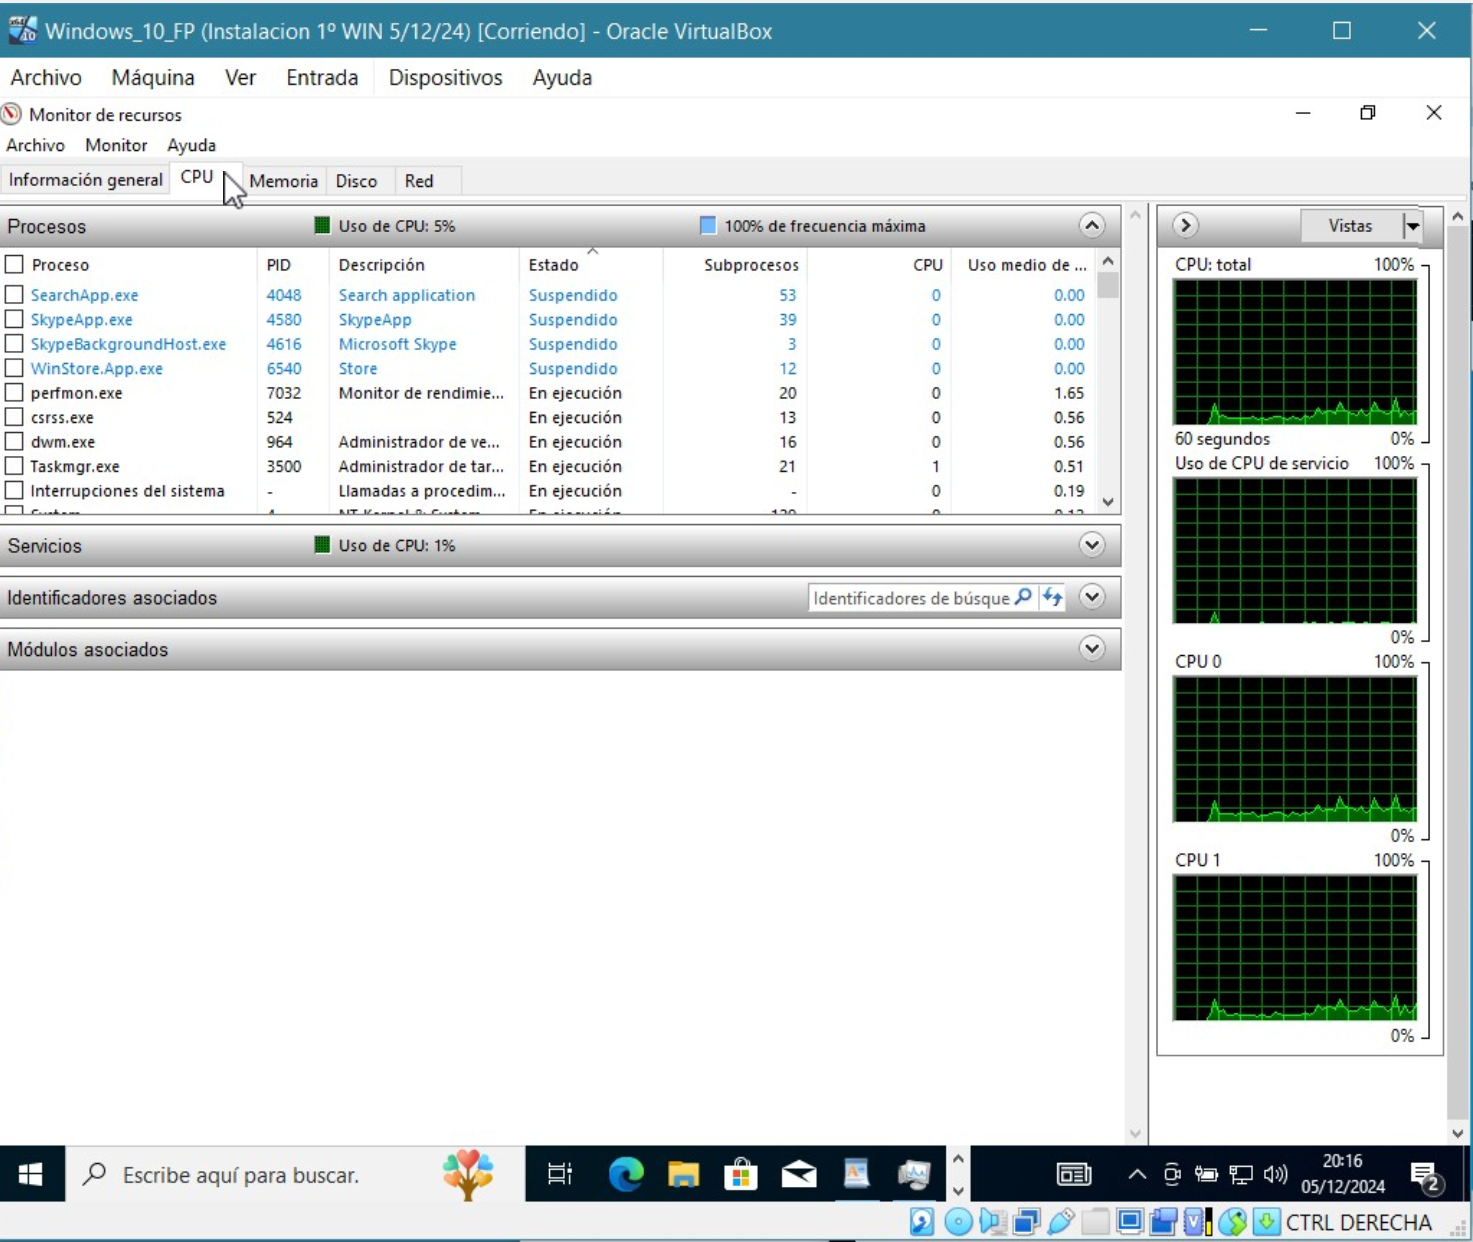 Windows_10_FP (Instalacion 1º WIN 5/12/24) [Corriendo] - Oracle VirtualBox
Archivo Máquina Ver Entrada Dispositivos Ayuda
Monitor de recursos
Archivo Monitor Ayuda
Información general CPU Memoria Disco Red
Procesos Uso de CPU: 5% 100% de frecuencia máxima
Proceso PID Descripción Estado Subprocesos CPU Uso medio de ...
SearchApp.exe 4048 Search application Suspendido 53 0 0.00
SkypeApp.exe 4580 SkypeApp Suspendido 39 0 0.00
SkypeBackgroundHost.exe 4616 Microsoft Skype Suspendido 3 0 0.00
WinStore.App.exe 6540 Store Suspendido 12 0 0.00
perfmon.exe 7032 Monitor de rendimie... En ejecución 20 0 1.65
csrss.exe 524 En ejecución 13 0 0.56
dwm.exe 964 Administrador de ve... En ejecución 16 0 0.56
Taskmgr.exe 3500 Administrador de tar... En ejecución 21 1 0.51
Interrupciones del sistema - Llamadas a procedim... En ejecución - 0 0.19
Servicios Uso de CPU: 1%
Identificadores asociados Identificadores de búsque
Módulos asociados
Vistas
CPU: total 100%
60 segundos 0%
Uso de CPU de servicio 100%
0%
CPU 0 100%
0%
CPU 1 100%
0%
Escribe aquí para buscar.
20:16
05/12/2024
2
CTRL DERECHA